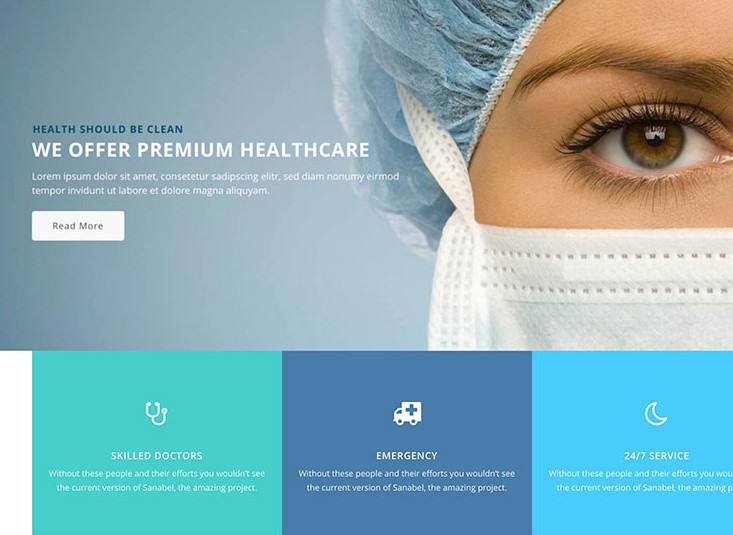 HEALTH SHOULD BE CLEAN
WE OFFER PREMIUM HEALTHCARE
Lorem ipsum dolor sit amet, consetetur sadipscing elitr, sed diam nonumy eirmod
tempor invidunt ut labore et dolore magna aliquyam.
Read More
SKILLED DOCTORS
Without these people and their efforts you wouldn't see
the current version of Sanabel, the amazing project.
EMERGENCY
Without these people and their efforts you wouldn't see
the current version of Sanabel, the amazing project.
24/7 SERVICE
Without these people and their efforts you
the current version of Sanabel, the amazing